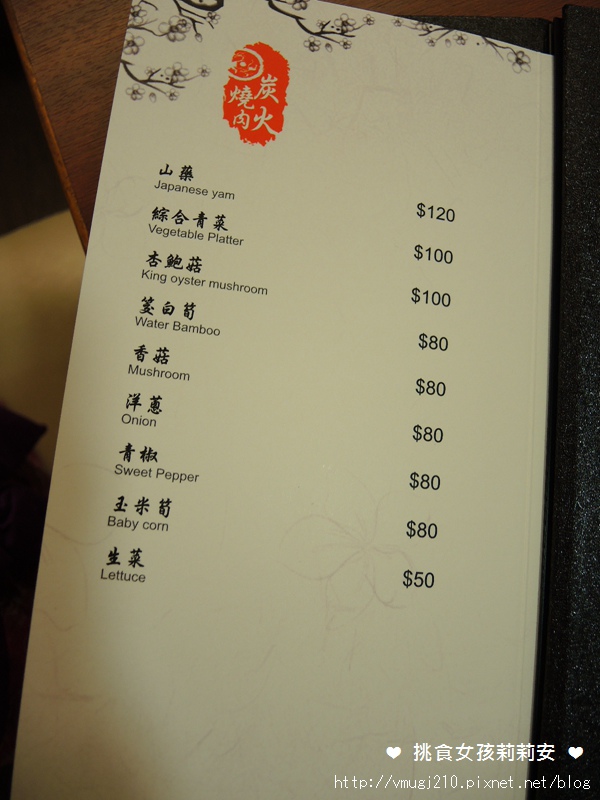 炭火
燒肉
山藥
Japanese yam
$120
綜合青菜
Vegetable Platter
$100
杏鮑菇
King oyster mushroom
$100
筊白筍
Water Bamboo
$80
香菇
Mushroom
$80
洋蔥
Onion
$80
青椒
Sweet Pepper
$80
玉米筍
Baby corn
$80
生菜
Lettuce
$50
❤ 挑食女孩莉莉安 ❤
http://vmugj210.pixnet.net/blog